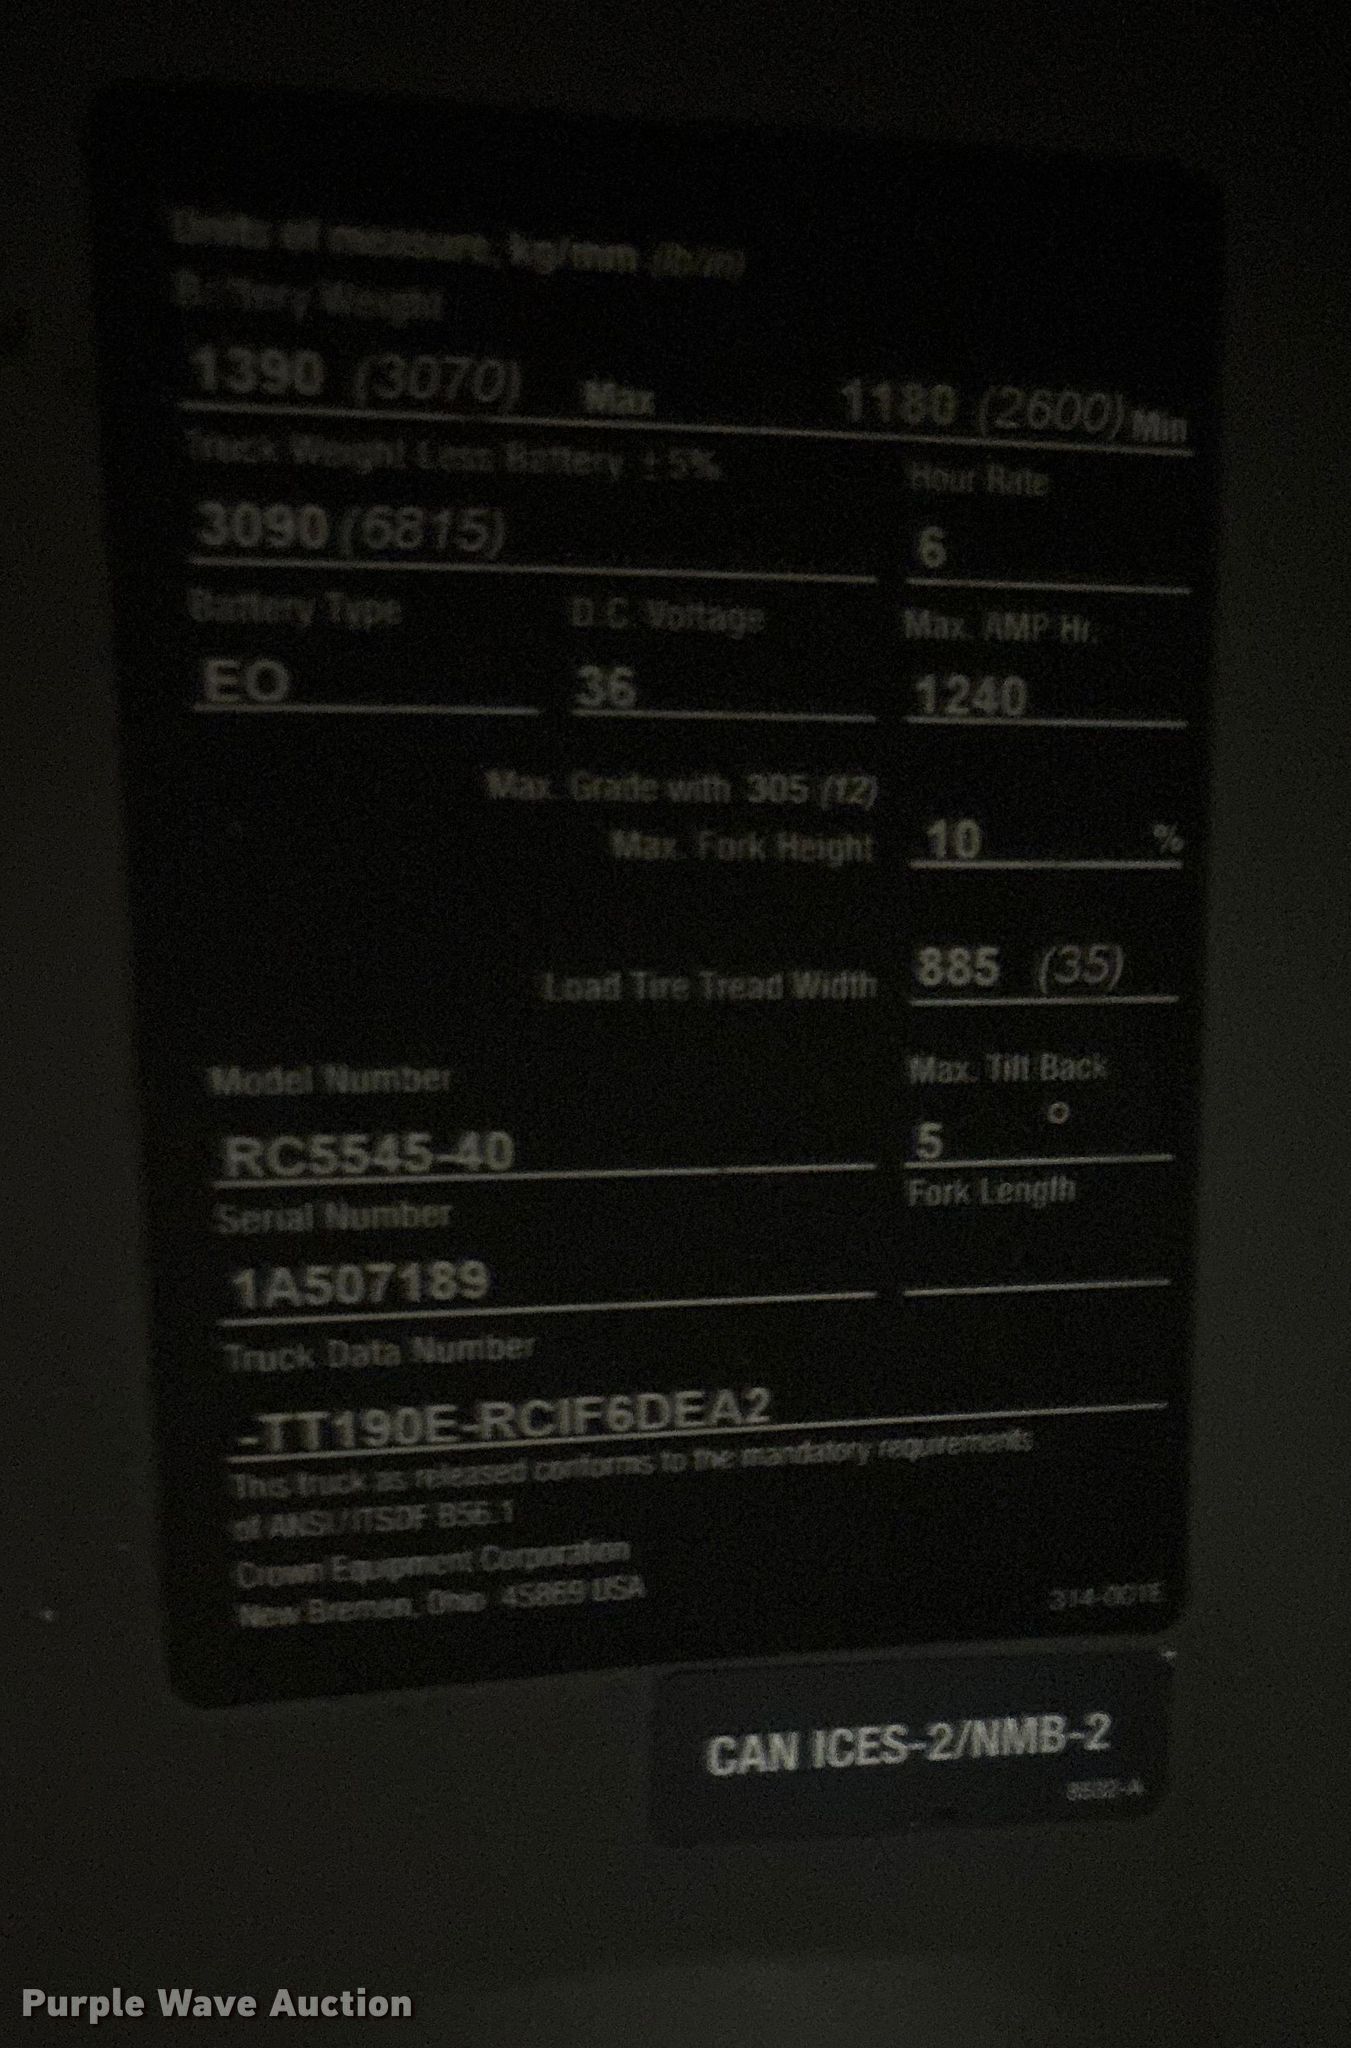 Units of measure, kg/mm (lb/in)
Battery Weight
1390 (3070) Max 1180 (2600) Min
Truck Weight Less Battery ±5% Hour Rate
3090 (6815) 6
Battery Type D.C. Voltage Max. AMP Hr.
EO 36 1240
Max. Grade with 305 (12)
Max. Fork Height 10 %
Load Tire Tread Width 885 (35)
Model Number Max. Tilt Back
RC5545-40 5 °
Serial Number Fork Length
1A507189
Truck Data Number
-TT190E-RCIF6DEA2
This truck as released conforms to the mandatory requirements
of ANSI/ITSDF B56.1
Crown Equipment Corporation
New Bremen, Ohio 45869 USA
314-001E
CAN ICES-2/NMB-2
Purple Wave Auction